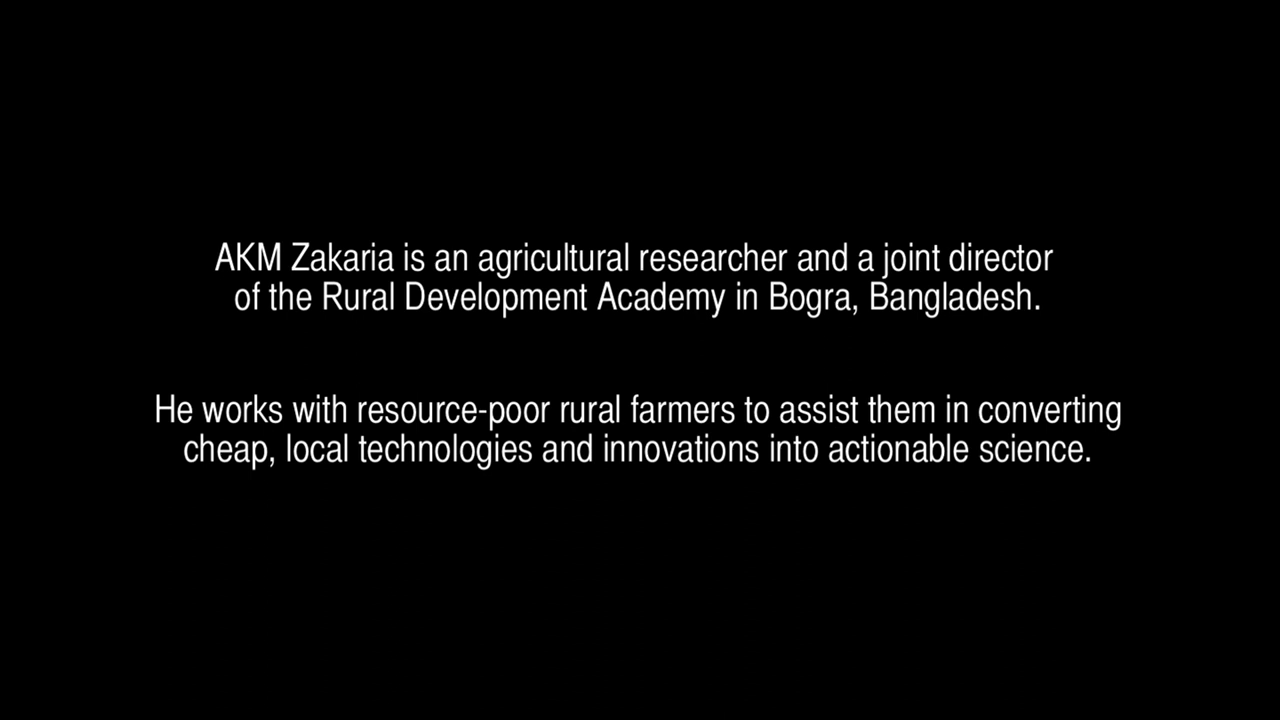 AKM Zakaria is an agricultural researcher and a joint director
of the Rural Development Academy in Bogra, Bangladesh.
He works with resource-poor rural farmers to assist them in converting
cheap, local technologies and innovations into actionable science.